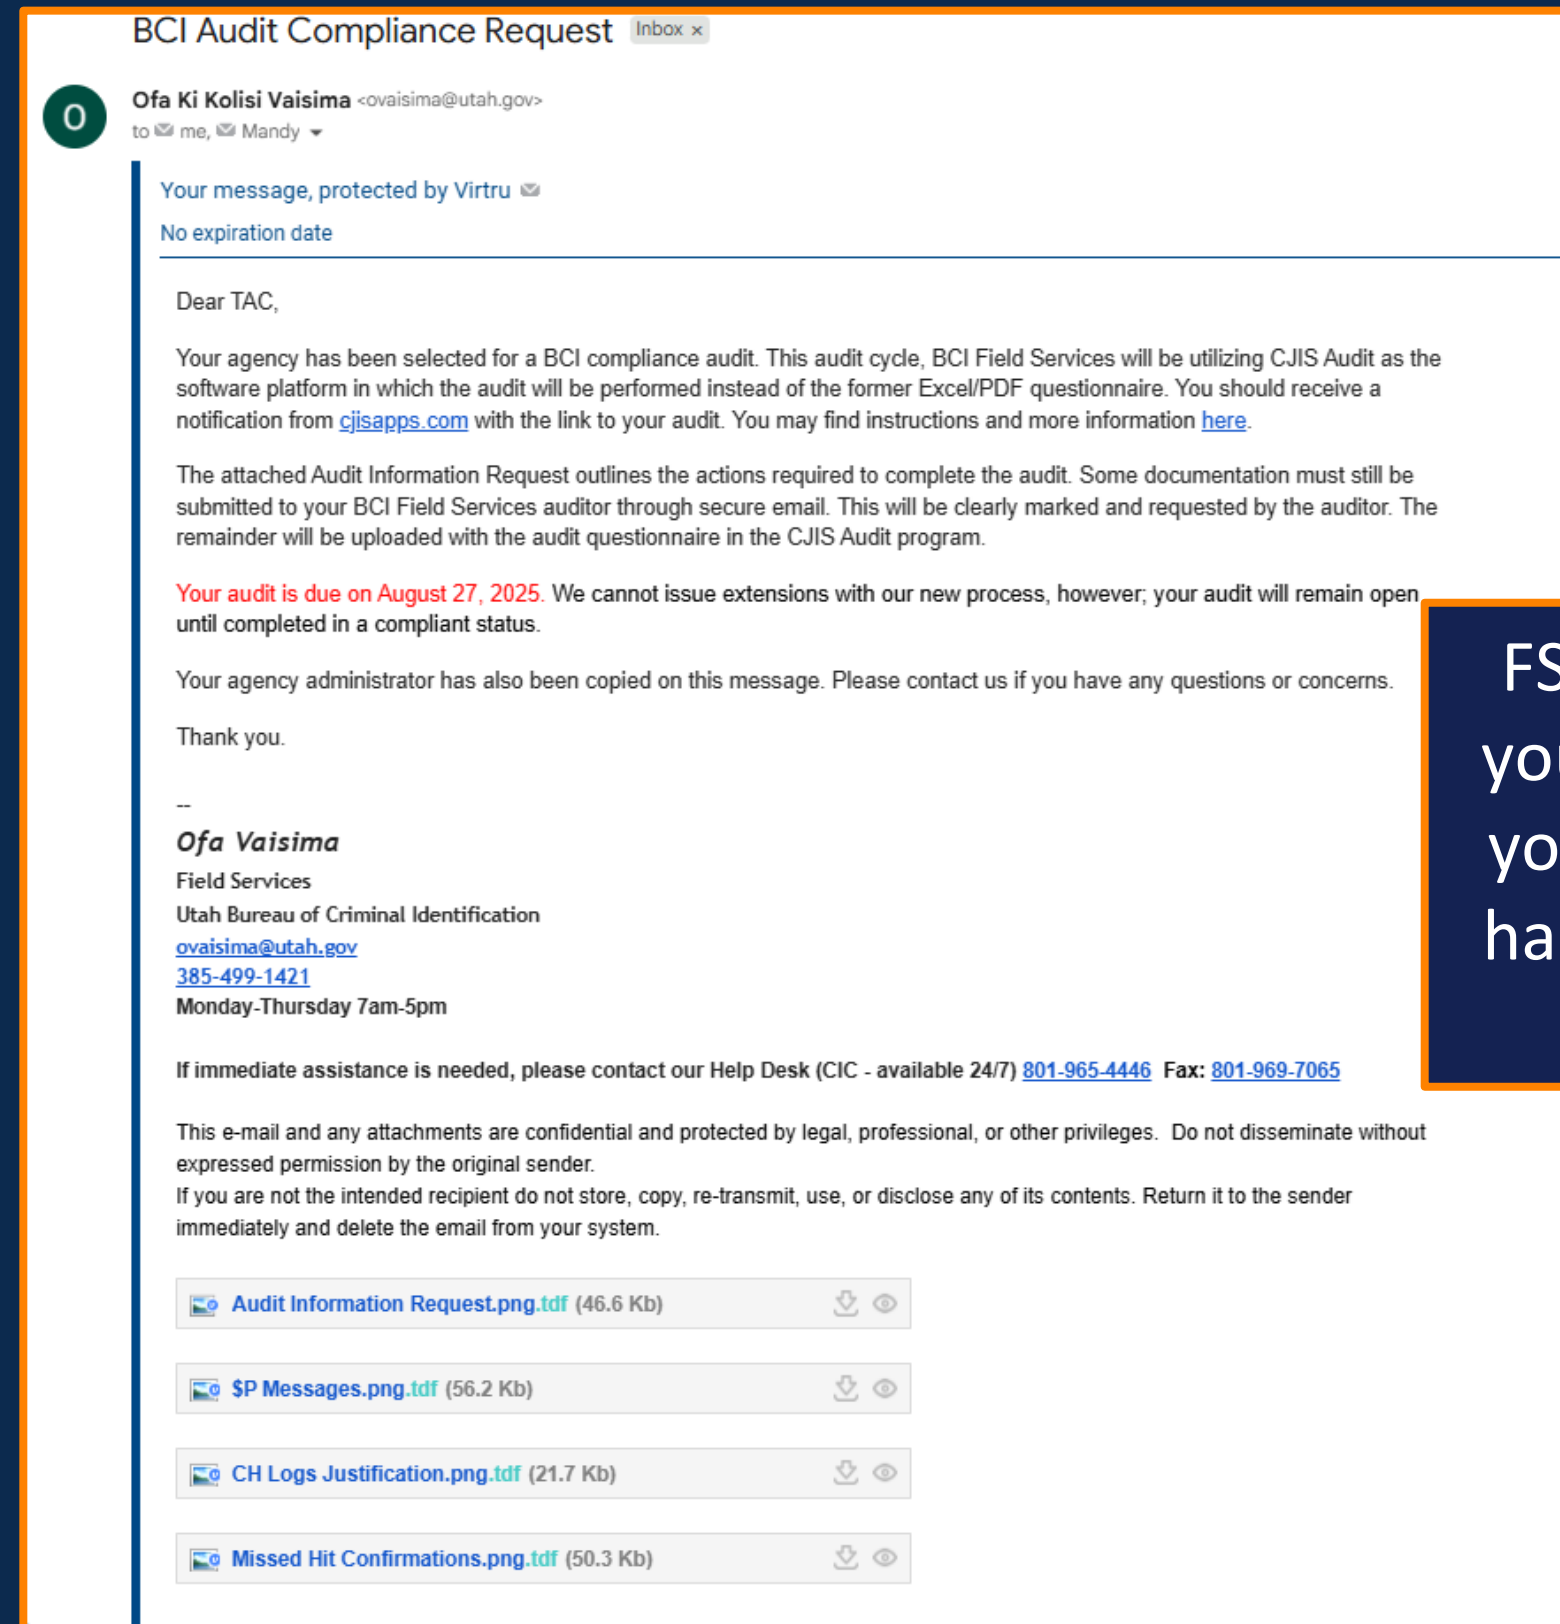 BCI Audit Compliance Request Inbox ×
O
Ofa Ki Kolisi Vaisima <ovaisima@utah.gov>
to me, Mandy
Your message, protected by Virtru
No expiration date
Dear TAC,
Your agency has been selected for a BCI compliance audit. This audit cycle, BCI Field Services will be utilizing CJIS Audit as the
software platform in which the audit will be performed instead of the former Excel/PDF questionnaire. You should receive a
notification from cjisapps.com with the link to your audit. You may find instructions and more information here.
The attached Audit Information Request outlines the actions required to complete the audit. Some documentation must still be
submitted to your BCI Field Services auditor through secure email. This will be clearly marked and requested by the auditor. The
remainder will be uploaded with the audit questionnaire in the CJIS Audit program.
Your audit is due on August 27, 2025. We cannot issue extensions with our new process, however; your audit will remain open
until completed in a compliant status.
Your agency administrator has also been copied on this message. Please contact us if you have any questions or concerns.
Thank you.
--
Ofa Vaisima
Field Services
Utah Bureau of Criminal Identification
ovaisima@utah.gov
385-499-1421
Monday-Thursday 7am-5pm
If immediate assistance is needed, please contact our Help Desk (CIC - available 24/7) 801-965-4446 Fax: 801-969-7065
This e-mail and any attachments are confidential and protected by legal, professional, or other privileges. Do not disseminate without
expressed permission by the original sender.
If you are not the intended recipient do not store, copy, re-transmit, use, or disclose any of its contents. Return it to the sender
immediately and delete the email from your system.
Audit Information Request.png.tdf (46.6 Kb)
$P Messages.png.tdf (56.2 Kb)
CH Logs Justification.png.tdf (21.7 Kb)
Missed Hit Confirmations.png.tdf (50.3 Kb)